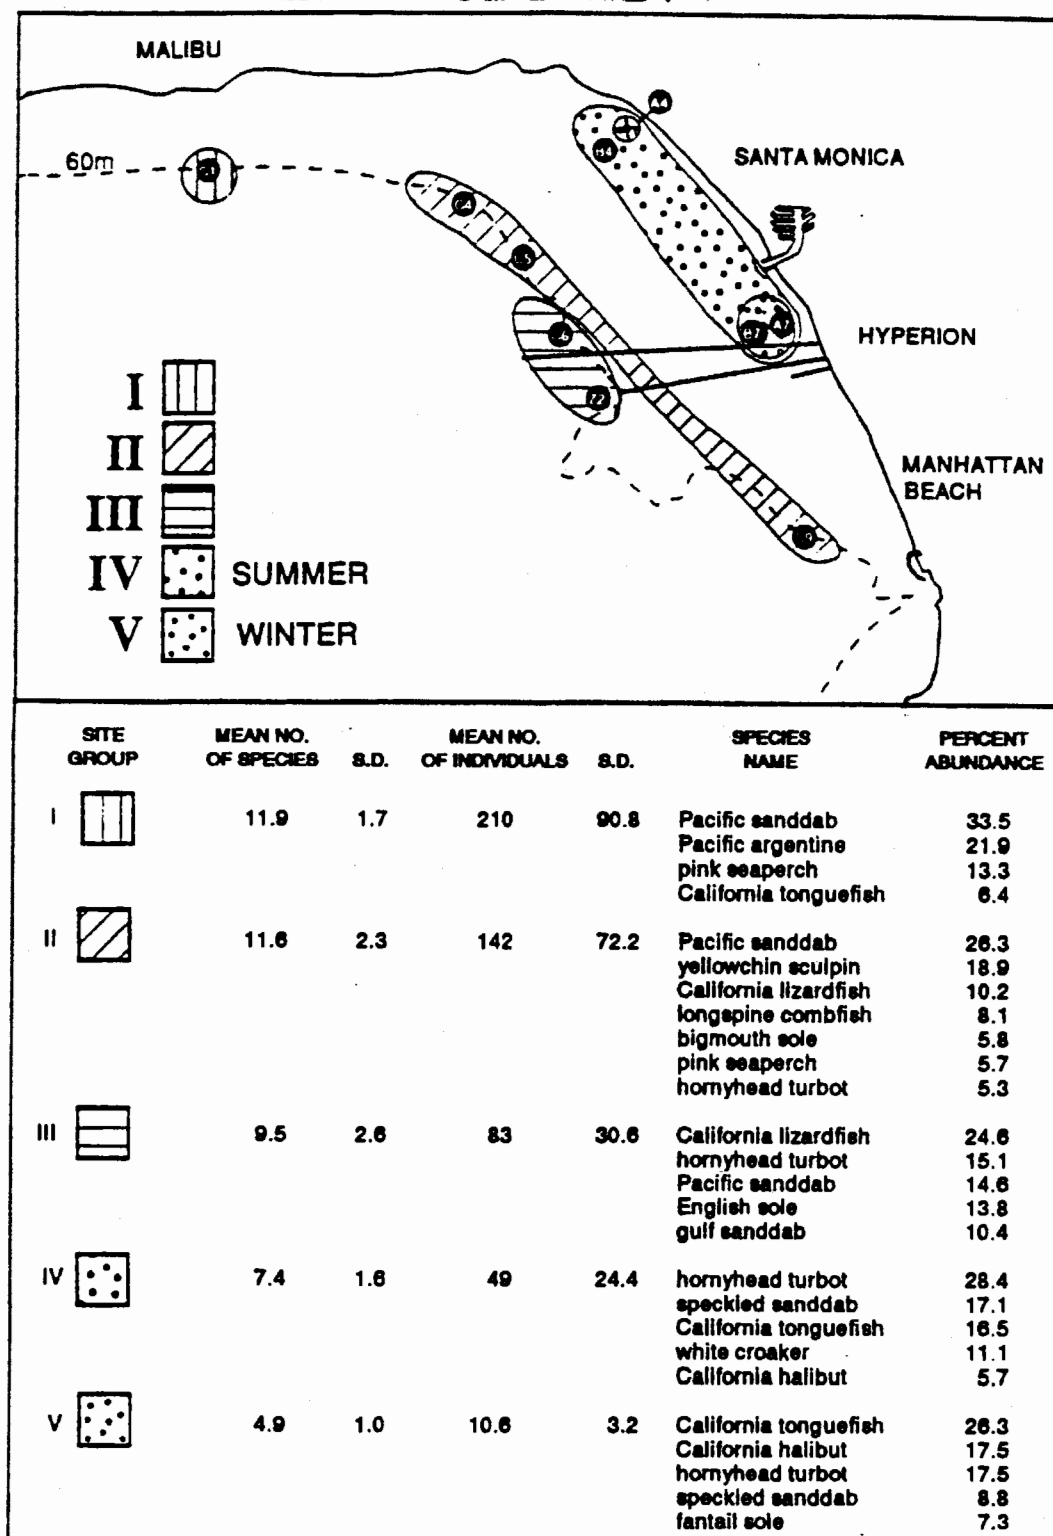 MALIBU
60m
SANTA MONICA
HYPERION
MANHATTAN
BEACH
I
II
III
IV SUMMER
V WINTER
SITE GROUP MEAN NO. OF SPECIES S.D. MEAN NO. OF INDIVIDUALS S.D. SPECIES NAME PERCENT ABUNDANCE
I 11.9 1.7 210 90.8 Pacific sanddab 33.5
Pacific argentine 21.9
pink seaperch 13.3
California tonguefish 6.4
II 11.6 2.3 142 72.2 Pacific sanddab 26.3
yellowchin sculpin 18.9
California lizardfish 10.2
longspine combfish 8.1
bigmouth sole 5.8
pink seaperch 5.7
hornyhead turbot 5.3
III 9.5 2.6 83 30.6 California lizardfish 24.6
hornyhead turbot 15.1
Pacific sanddab 14.6
English sole 13.8
gulf sanddab 10.4
IV 7.4 1.6 49 24.4 hornyhead turbot 28.4
speckled sanddab 17.1
California tonguefish 16.5
white croaker 11.1
California halibut 5.7
V 4.9 1.0 10.6 3.2 California tonguefish 26.3
California halibut 17.5
hornyhead turbot 17.5
speckled sanddab 8.8
fantail sole 7.3